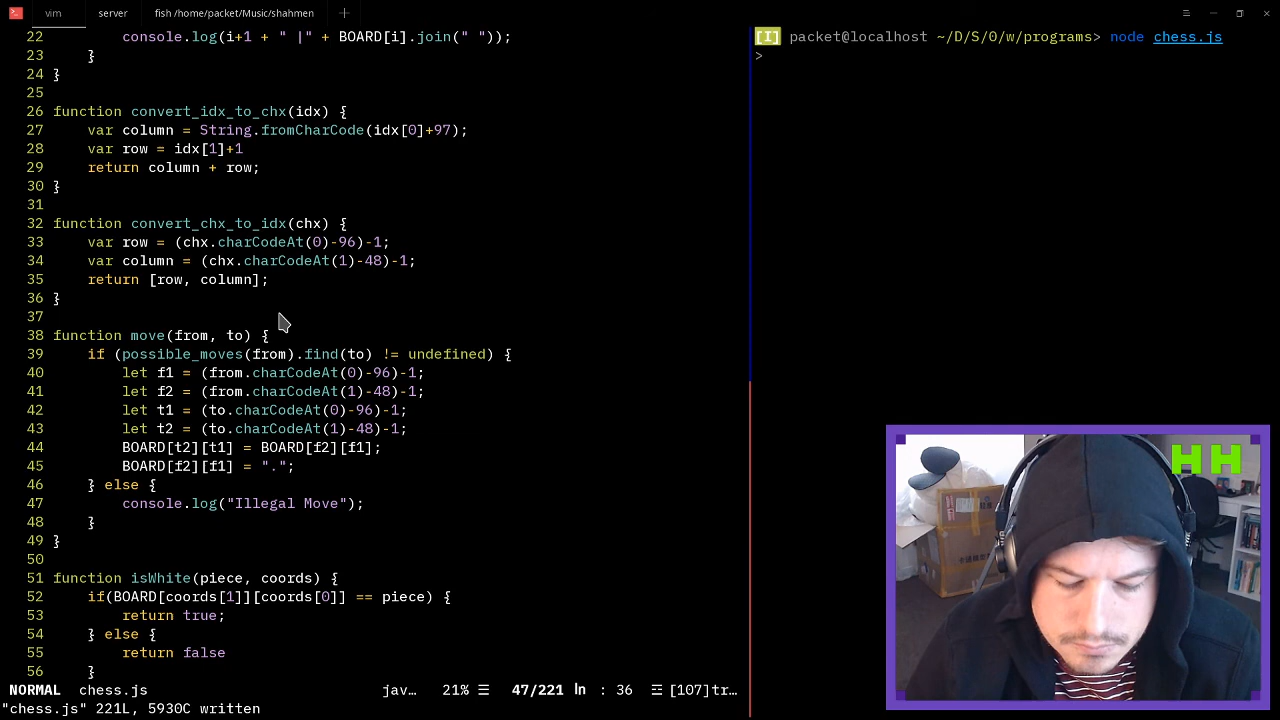 vim server fish /home/packet/Music/shahmen
22 console.log(i+1 + " |" + BOARD[i].join(" "));
23 }
24 }
25
26 function convert_idx_to_chx(idx) {
27 var column = String.fromCharCode(idx[0]+97);
28 var row = idx[1]+1
29 return column + row;
30 }
31
32 function convert_chx_to_idx(chx) {
33 var row = (chx.charCodeAt(0)-96)-1;
34 var column = (chx.charCodeAt(1)-48)-1;
35 return [row, column];
36 }
37
38 function move(from, to) {
39 if (possible_moves(from).find(to) != undefined) {
40 let f1 = (from.charCodeAt(0)-96)-1;
41 let f2 = (from.charCodeAt(1)-48)-1;
42 let t1 = (to.charCodeAt(0)-96)-1;
43 let t2 = (to.charCodeAt(1)-48)-1;
44 BOARD[t2][t1] = BOARD[f2][f1];
45 BOARD[f2][f1] = ".";
46 } else {
47 console.log("Illegal Move");
48 }
49 }
50
51 function isWhite(piece, coords) {
52 if(BOARD[coords[1]][coords[0]] == piece) {
53 return true;
54 } else {
55 return false
56 }
NORMAL chess.js jav… 21% ☰ 47/221 ㏑ : 36 ☲ [107]tr…
"chess.js" 221L, 5930C written
[I] packet@localhost ~/D/S/0/w/programs> node chess.js
>
HH